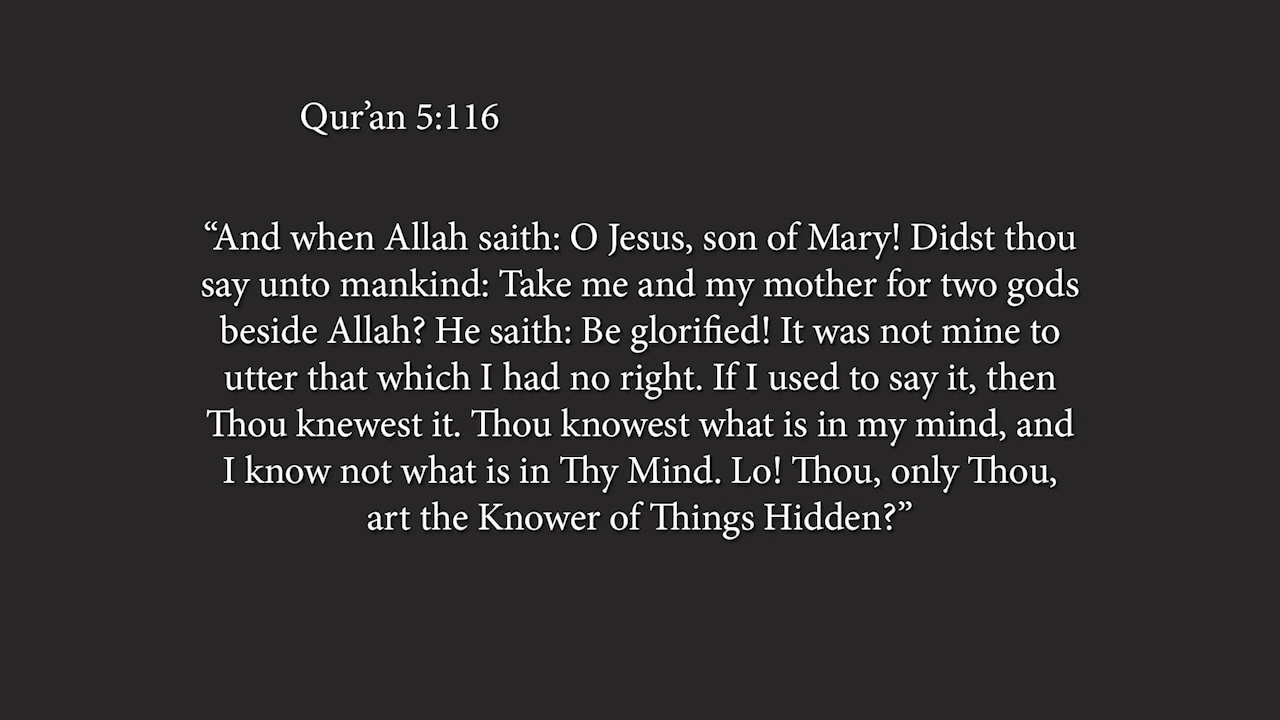 Qur’an 5:116
“And when Allah saith: O Jesus, son of Mary! Didst thou
say unto mankind: Take me and my mother for two gods
beside Allah? He saith: Be glorified! It was not mine to
utter that which I had no right. If I used to say it, then
Thou knewest it. Thou knowest what is in my mind, and
I know not what is in Thy Mind. Lo! Thou, only Thou,
art the Knower of Things Hidden?”